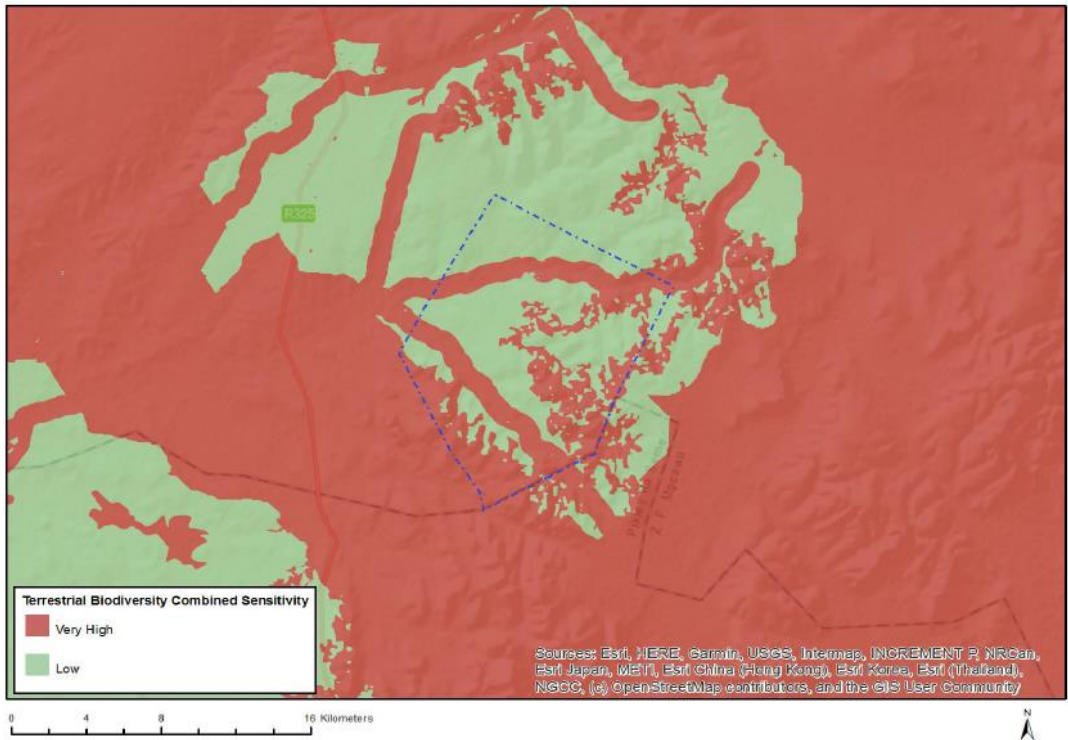 R325
Terrestrial Biodiversity Combined Sensitivity
Very High
Low
Sources: Esri, HERE, Garmin, USGS, Intermap, INCREMENT P, NRCan,
Esri Japan, METI, Esri China (Hong Kong), Esri Korea, Esri (Thailand),
NGCC, (c) OpenStreetMap contributors, and the GIS User Community
0 4 8 16 Kilometers
N